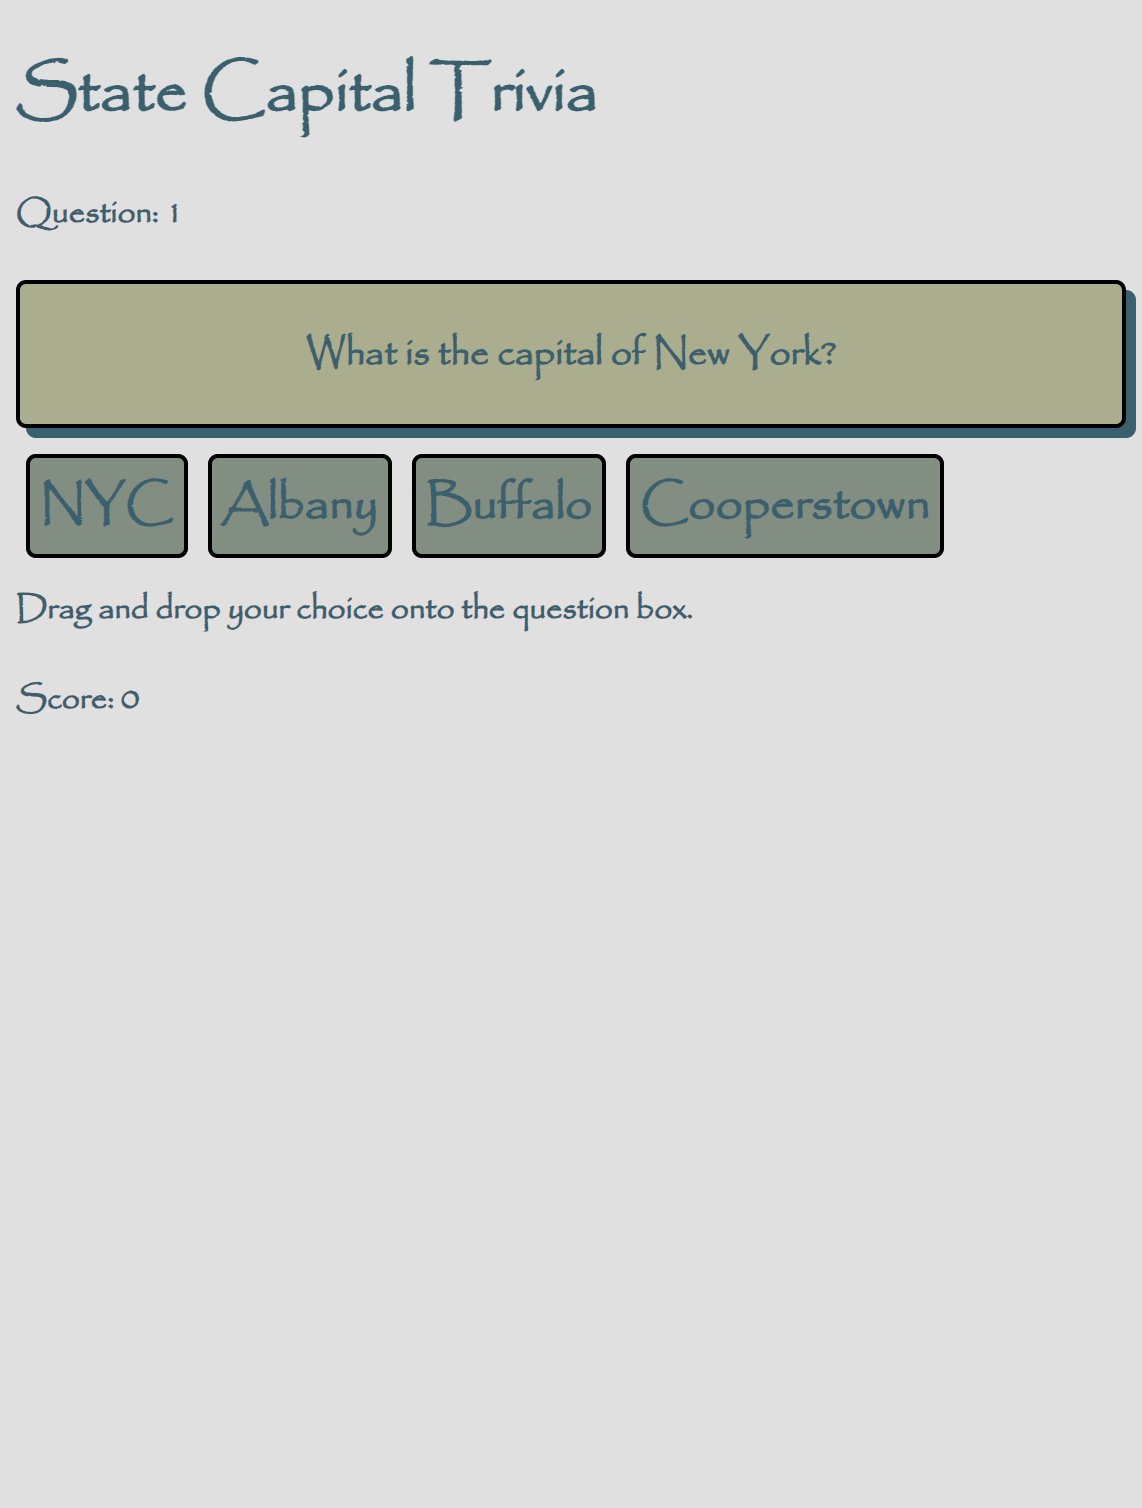 State Capital Trivia
Question: 1
What is the capital of New York?
NYC Albany Buffalo Cooperstown
Drag and drop your choice onto the question box.
Score: 0